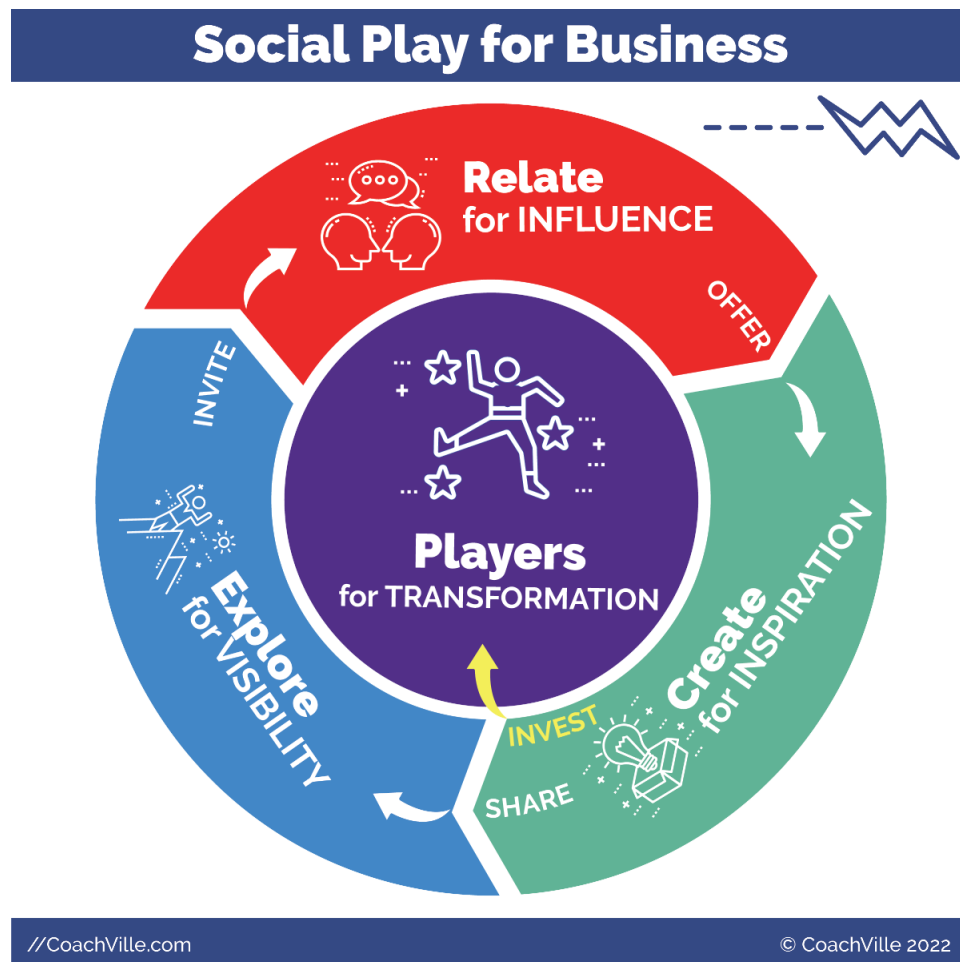 Social Play for Business
Relate
for INFLUENCE
OFFER
INVITE
Players
for TRANSFORMATION
Explore
for VISIBILITY
Create
for INSPIRATION
INVEST
SHARE
//CoachVille.com
© CoachVille 2022